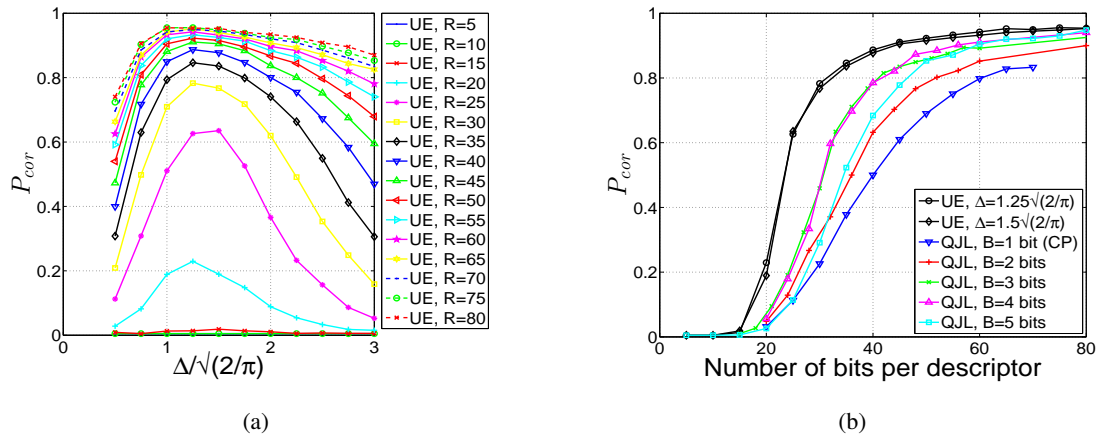 1
0.8
0.6
0.4
0.2
0
0
1
2
3
P_cor
Δ/√(2/π)
UE, R=5
UE, R=10
UE, R=15
UE, R=20
UE, R=25
UE, R=30
UE, R=35
UE, R=40
UE, R=45
UE, R=50
UE, R=55
UE, R=60
UE, R=65
UE, R=70
UE, R=75
UE, R=80
(a)
1
0.8
0.6
0.4
0.2
0
0
20
40
60
80
P_cor
Number of bits per descriptor
UE, Δ=1.25√(2/π)
UE, Δ=1.5√(2/π)
QJL, B=1 bit (CP)
QJL, B=2 bits
QJL, B=3 bits
QJL, B=4 bits
QJL, B=5 bits
(b)